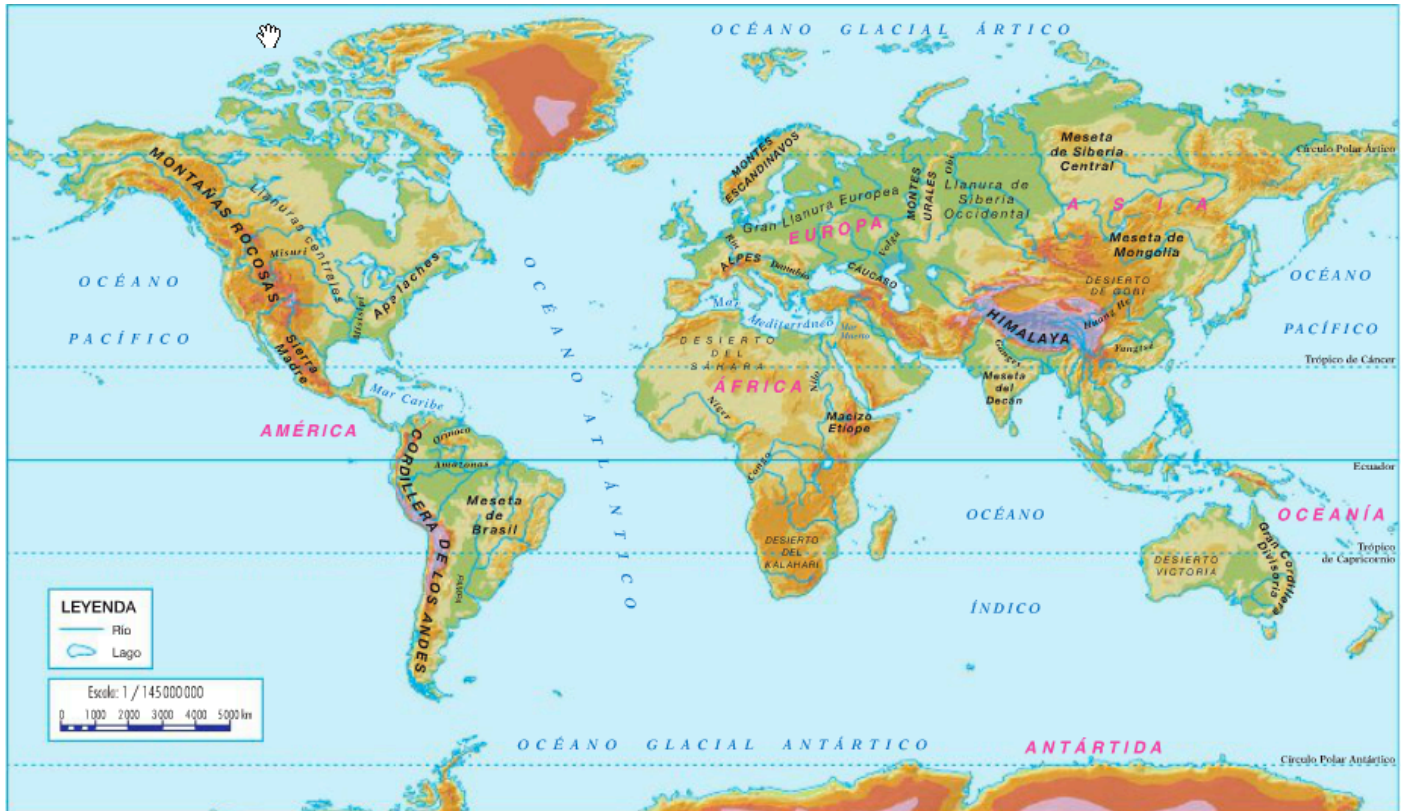 OCÉANO GLACIAL ÁRTICO
Círculo Polar Ártico
MONTAÑAS ROCOSAS
Llanuras centrales
Misuri
Misisipi
Apalaches
Sierra
Madre
OCÉANO
PACÍFICO
Mar Caribe
AMÉRICA
OCÉANO ATLÁNTICO
MONTES
ESCANDINAVOS
Gran Llanura Europea
EUROPA
MONTES
URALES
Obi
Llanura de
Siberia
Occidental
Meseta
de Siberia
Central
ASIA
Meseta de
Mongolia
DESIERTO
DE GOBI
Rin
ALPES
Danubio
Volga
CAUCASO
Mar
Mediterráneo
HIMALAYA
Huang He
Yangtsé
Ganges
Meseta
del
Decán
OCÉANO
PACÍFICO
Trópico de Cáncer
DESIERTO
DEL
SÁHARA
ÁFRICA
Nilo
Níger
Macizo
Etíope
Congo
DESIERTO
DEL
KALAHARI
CORDILLERA DE LOS ANDES
Orinoco
Amazonas
Meseta
de
Brasil
Ecuador
OCÉANO
ÍNDICO
OCEANÍA
Trópico
de Capricornio
DESIERTO
VICTORIA
Gran Cordillera
Divisoria
LEYENDA
Río
Lago
Escala: 1 / 145 000 000
0 1000 2000 3000 4000 5000 km
OCÉANO GLACIAL ANTÁRTICO
ANTÁRTIDA
Círculo Polar Antártico